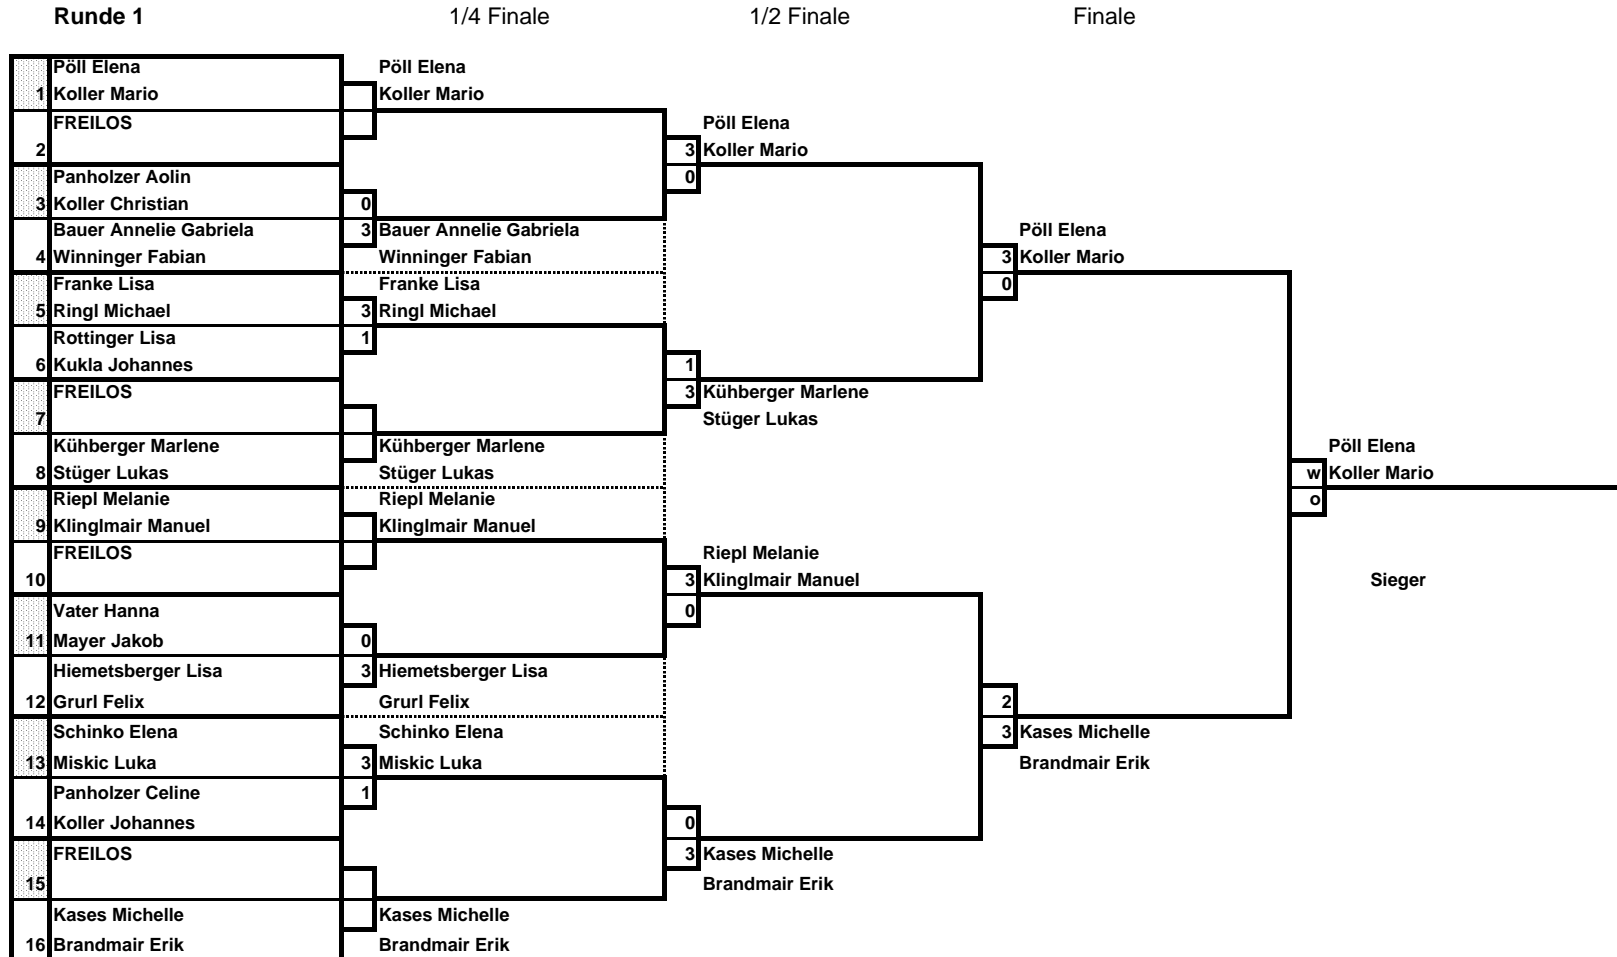 Runde 1 1/4 Finale 1/2 Finale Finale
Pöll Elena Pöll Elena
1 Koller Mario Koller Mario
FREILOS Pöll Elena
2 3 Koller Mario
Panholzer Aolin 0
3 Koller Christian 0
Bauer Annelie Gabriela 3 Bauer Annelie Gabriela Pöll Elena
4 Winninger Fabian Winninger Fabian 3 Koller Mario
Franke Lisa Franke Lisa 0
5 Ringl Michael 3 Ringl Michael
Rottinger Lisa 1
6 Kukla Johannes 1
FREILOS 3 Kühberger Marlene
7 Stüger Lukas
Kühberger Marlene Kühberger Marlene Pöll Elena
8 Stüger Lukas Stüger Lukas w Koller Mario
Riepl Melanie Riepl Melanie o
9 Klinglmair Manuel Klinglmair Manuel
FREILOS Riepl Melanie
10 3 Klinglmair Manuel Sieger
Vater Hanna 0
11 Mayer Jakob 0
Hiemetsberger Lisa 3 Hiemetsberger Lisa
12 Grurl Felix Grurl Felix 2
Schinko Elena Schinko Elena 3 Kases Michelle
13 Miskic Luka 3 Miskic Luka Brandmair Erik
Panholzer Celine 1
14 Koller Johannes 0
FREILOS 3 Kases Michelle
15 Brandmair Erik
Kases Michelle Kases Michelle
16 Brandmair Erik Brandmair Erik